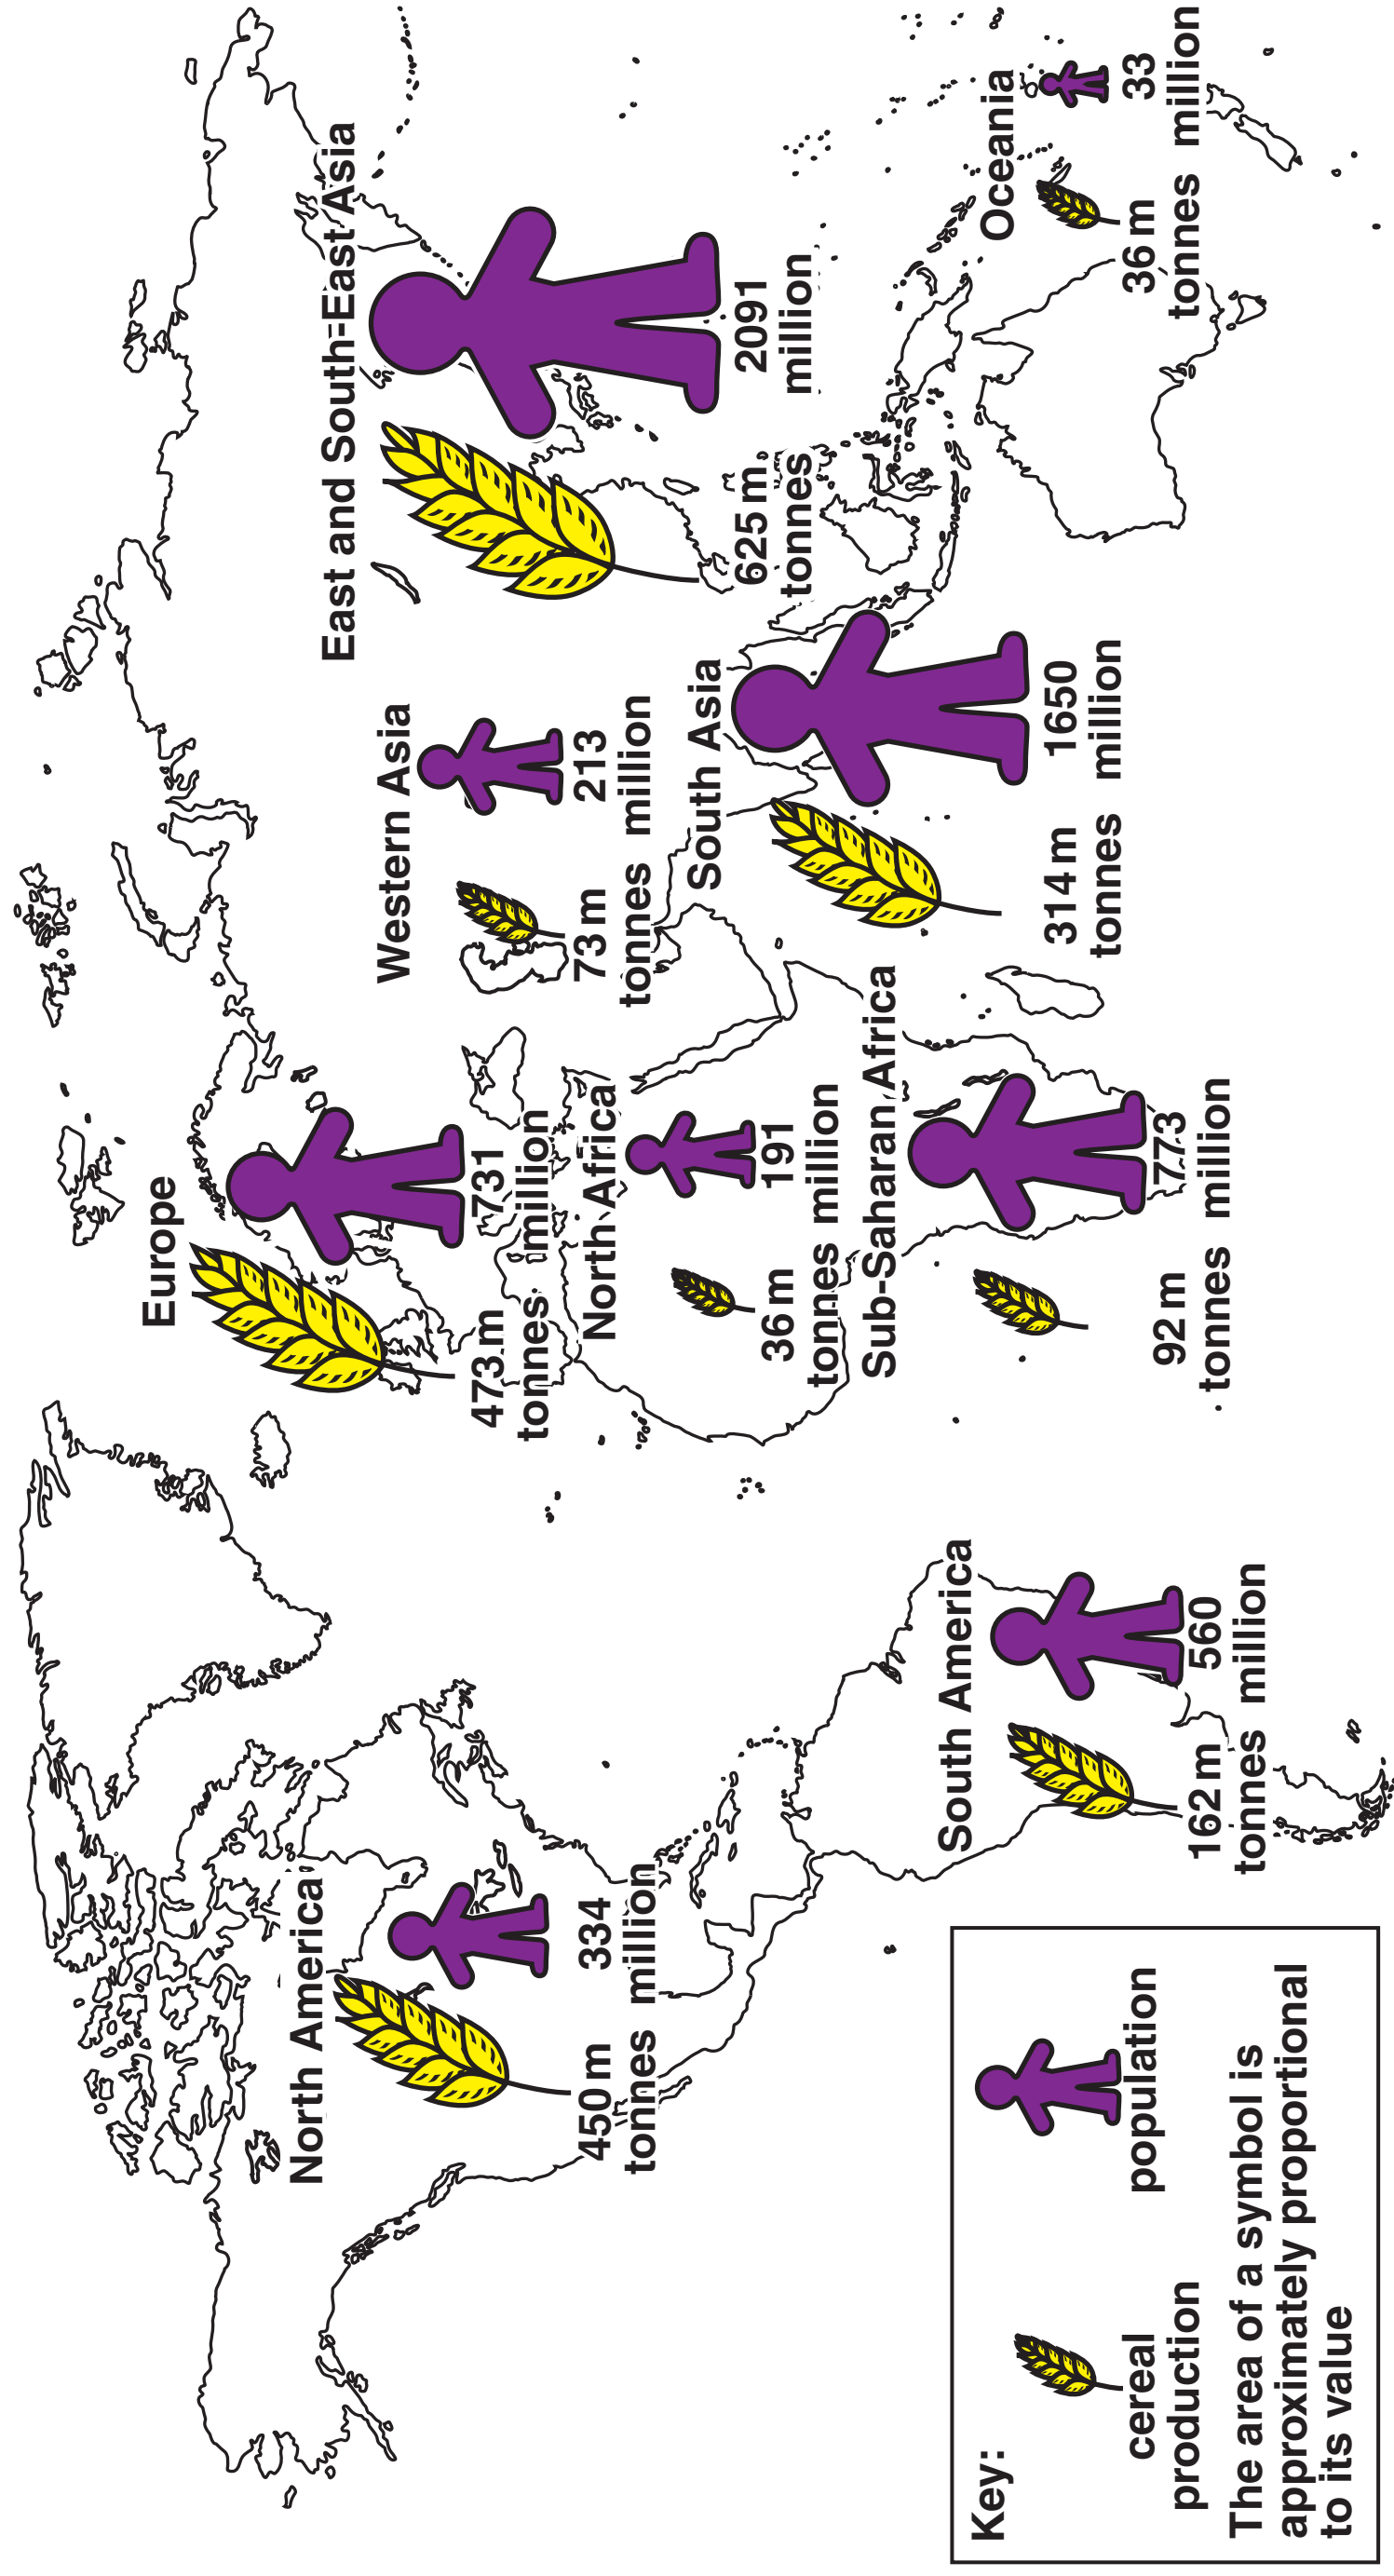 North America
450 m
tonnes
334
million
South America
162 m
tonnes
560
million
Europe
473 m
tonnes
731
million
North Africa
36 m
tonnes
191
million
Sub-Saharan Africa
92 m
tonnes
773
million
Western Asia
73 m
tonnes
213
million
South Asia
314 m
tonnes
1650
million
East and South-East Asia
625 m
tonnes
2091
million
Oceania
36 m
tonnes
33
million
Key:
cereal
production
population
The area of a symbol is
approximately proportional
to its value